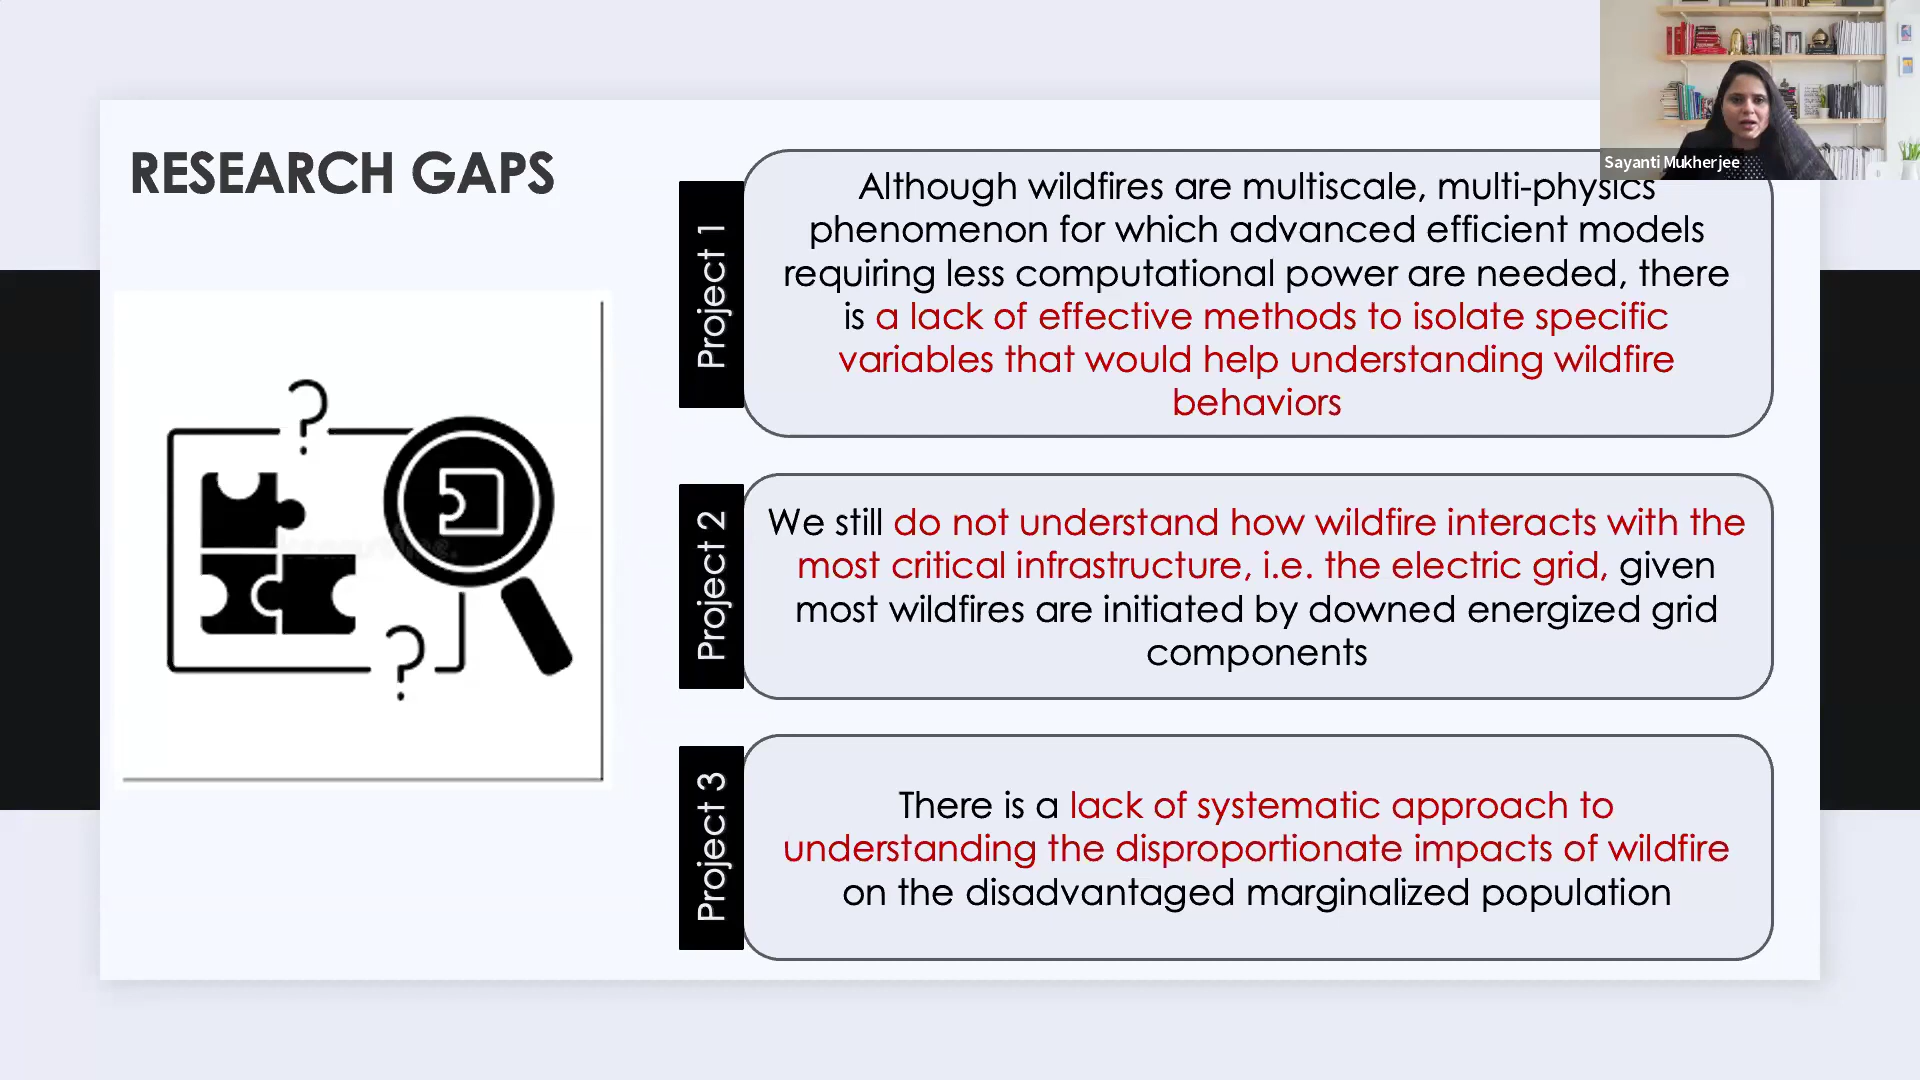 Sayanti Mukherjee
RESEARCH GAPS
Project 1
Although wildfires are multiscale, multi-physics
phenomenon for which advanced efficient models
requiring less computational power are needed, there
is a lack of effective methods to isolate specific
variables that would help understanding wildfire
behaviors
Project 2
We still do not understand how wildfire interacts with the
most critical infrastructure, i.e. the electric grid, given
most wildfires are initiated by downed energized grid
components
Project 3
There is a lack of systematic approach to
understanding the disproportionate impacts of wildfire
on the disadvantaged marginalized population